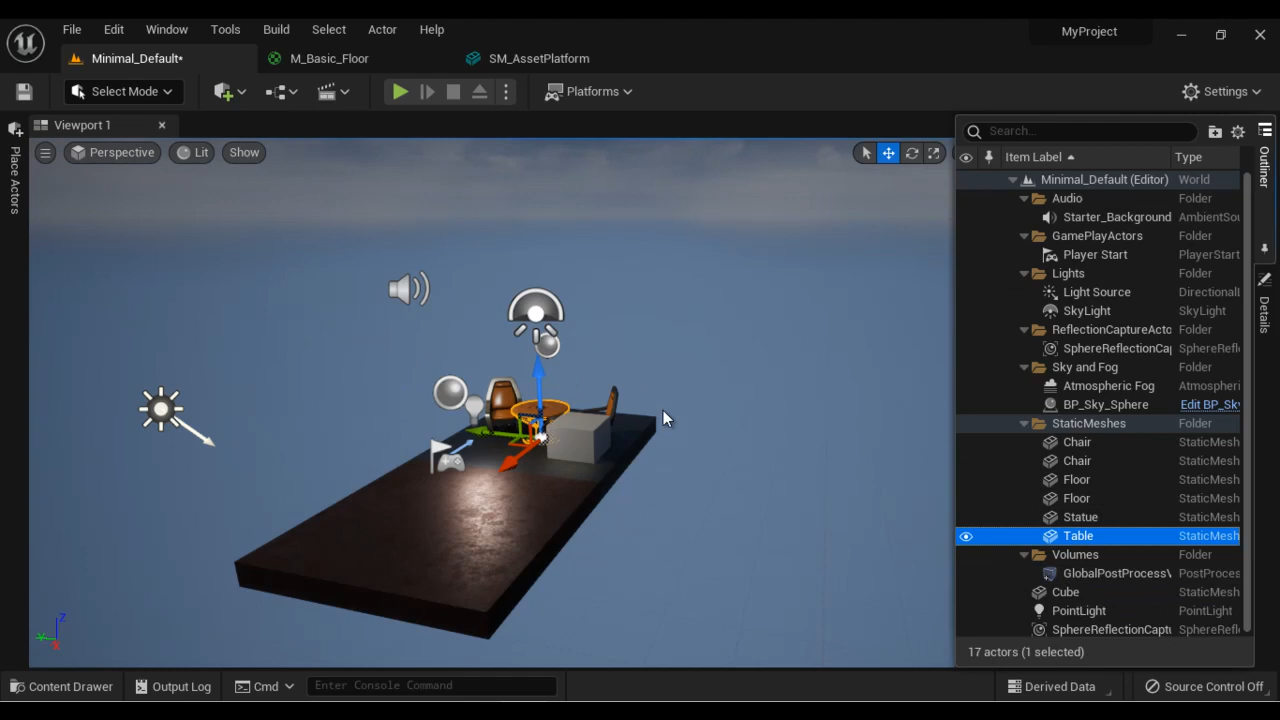 File Edit Window Tools Build Select Actor Help
MyProject
Minimal_Default*
M_Basic_Floor
SM_AssetPlatform
Select Mode
Platforms
Settings
Viewport 1
Place Actors
Perspective
Lit
Show
Search...
Item Label Type
Minimal_Default (Editor) World
Audio Folder
Starter_Background AmbientSou
GamePlayActors Folder
Player Start PlayerStart
Lights Folder
Light Source Directionall
SkyLight SkyLight
ReflectionCaptureActo Folder
SphereReflectionCap SphereRefle
Sky and Fog Folder
Atmospheric Fog Atmospheri
BP_Sky_Sphere Edit BP_Sky
StaticMeshes Folder
Chair StaticMesh
Chair StaticMesh
Floor StaticMesh
Floor StaticMesh
Statue StaticMesh
Table StaticMesh
Volumes Folder
GlobalPostProcessV PostProces
Cube StaticMesh
PointLight PointLight
SphereReflectionCaptu SphereRefle
17 actors (1 selected)
Outliner
Details
Z
Y
X
Content Drawer
Output Log
Cmd
Enter Console Command
Derived Data
Source Control Off